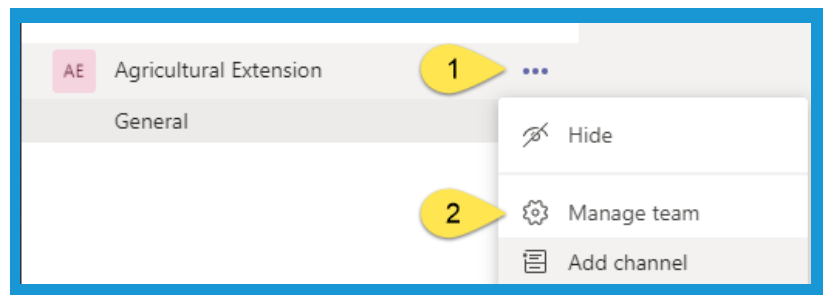 AE Agricultural Extension 1 •••
General
Hide
2 Manage team
Add channel